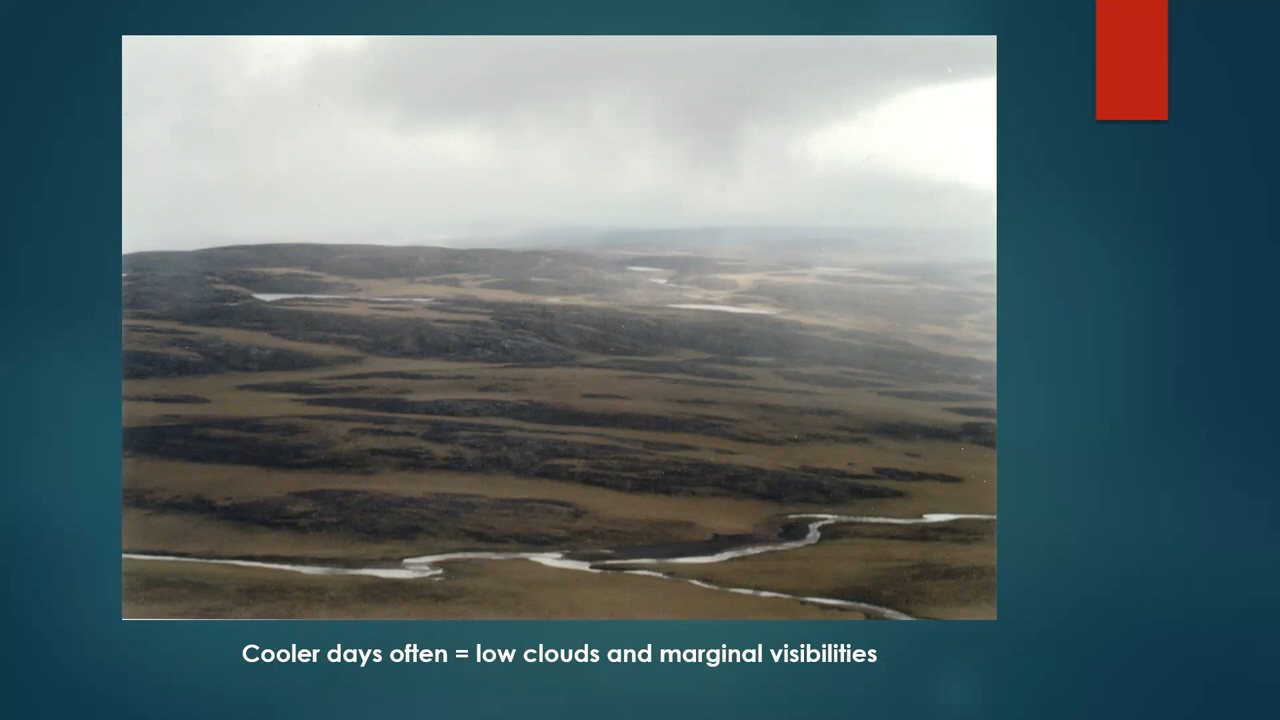 Cooler days often = low clouds and marginal visibilities